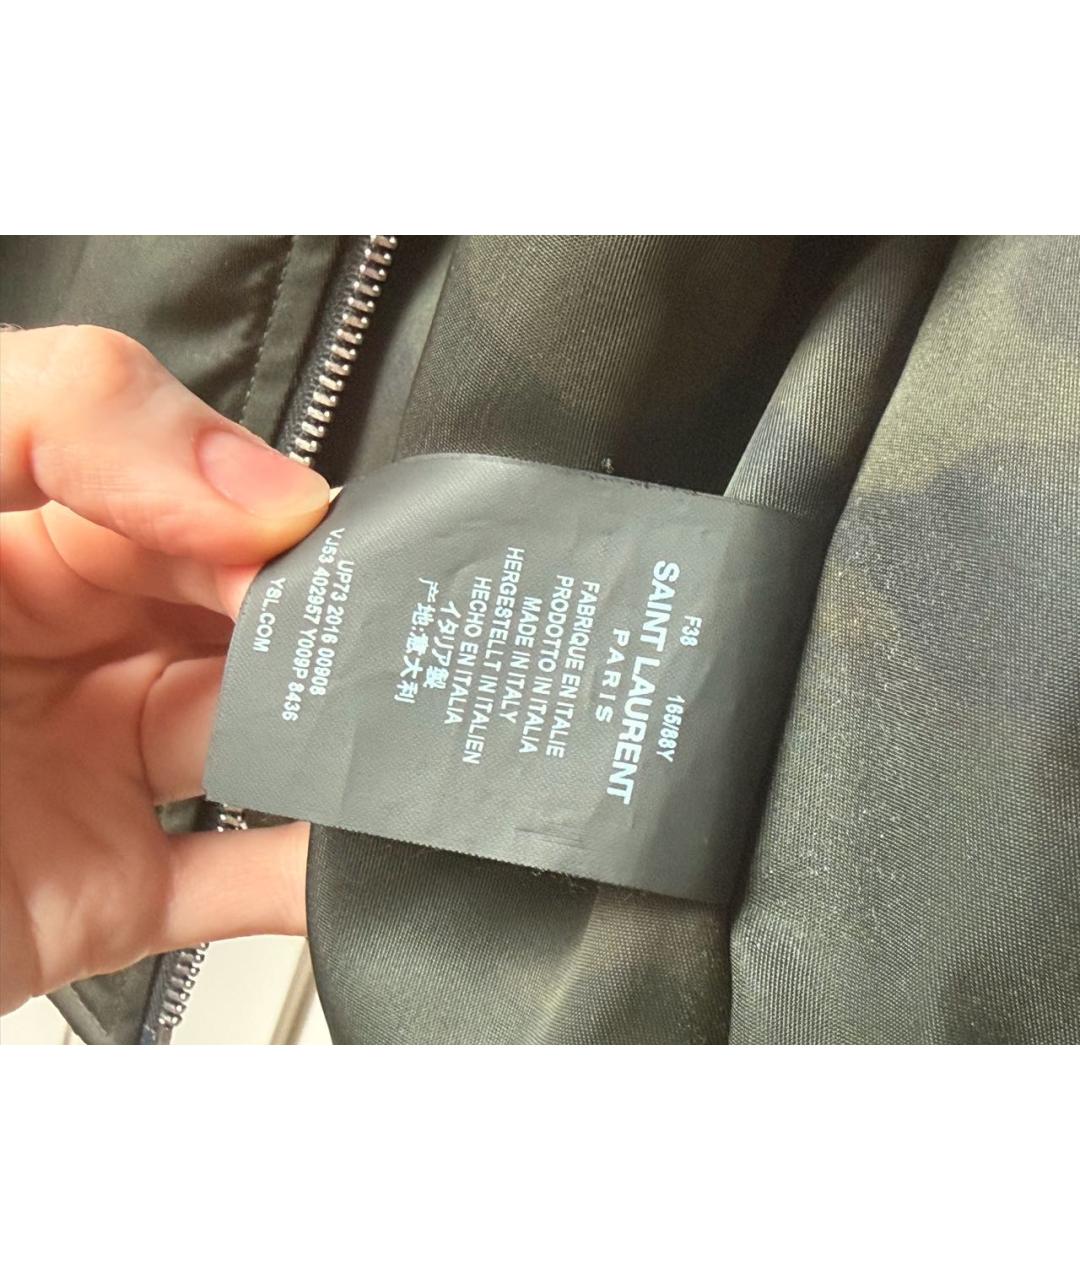 F38 165/88Y
SAINT LAURENT
PARIS
FABRIQUE EN ITALIE
PRODOTTO IN ITALIA
MADE IN ITALY
HERGESTELLT IN ITALIEN
HECHO EN ITALIA
イタリア製
产地:意大利
UP73 2016 00908
VJ53 402957 Y009P 8436
YSL.COM